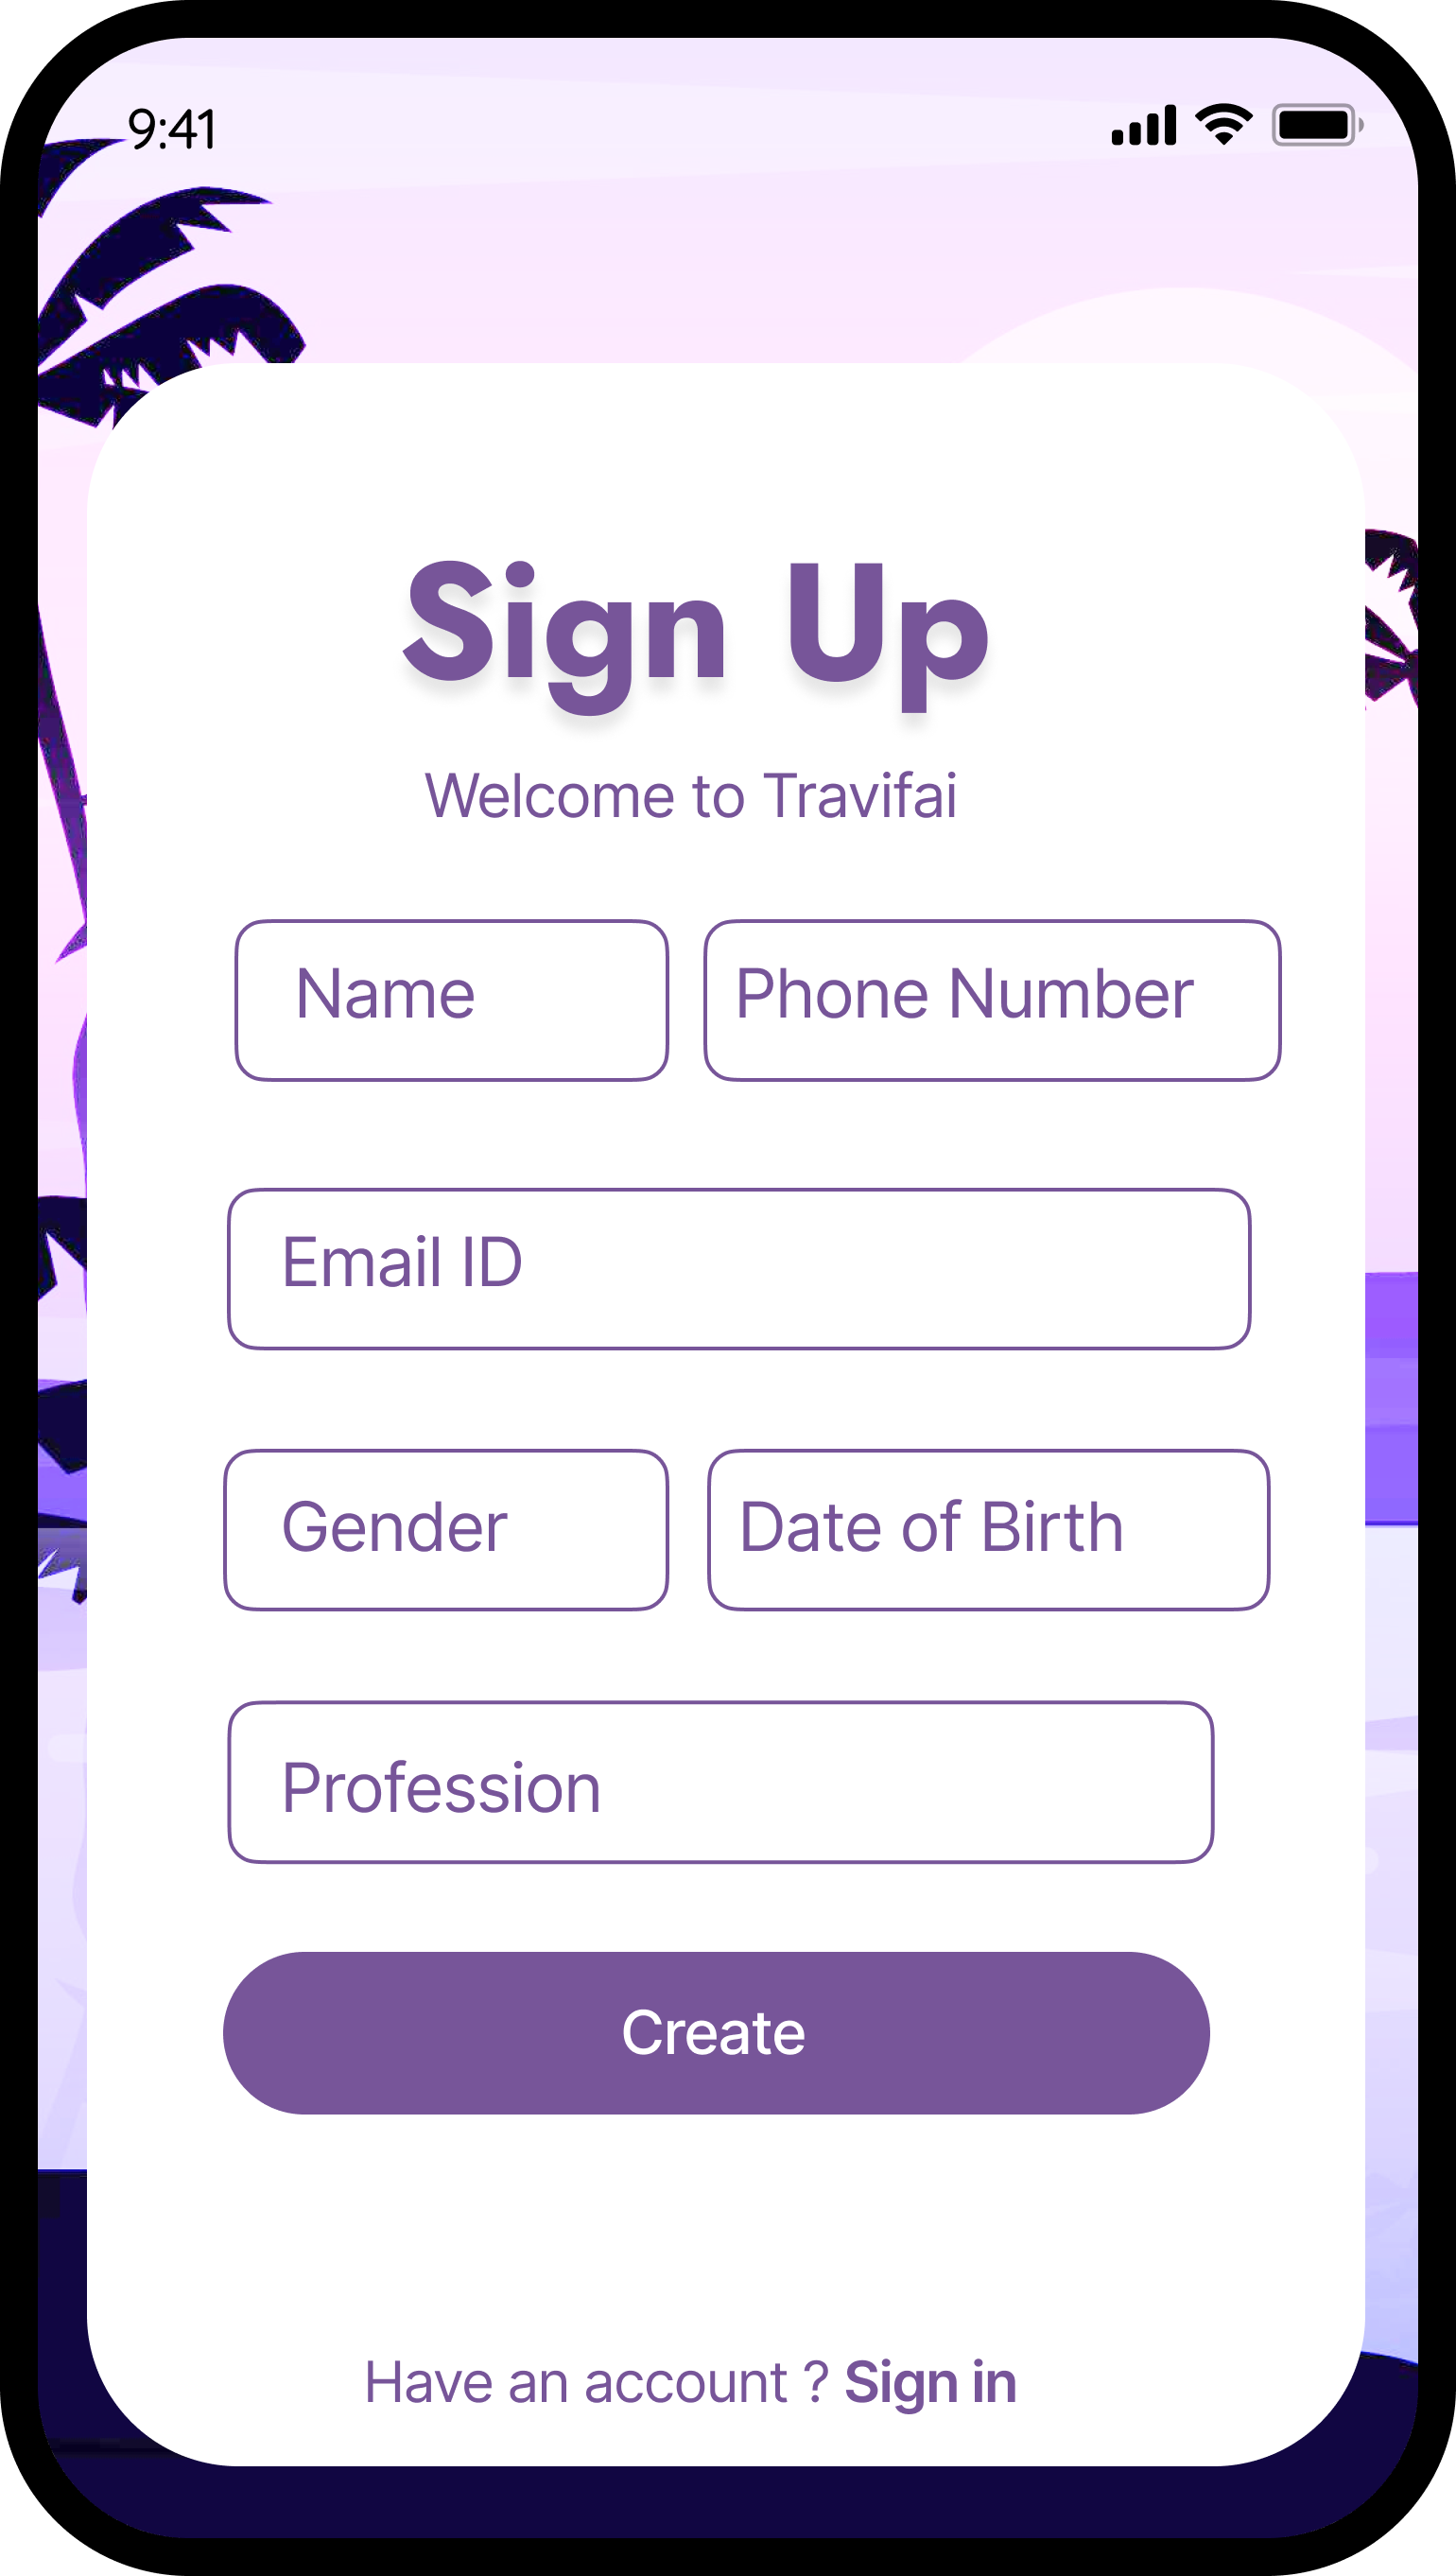 9:41
Sign Up
Welcome to Travifai
Name
Phone Number
Email ID
Gender
Date of Birth
Profession
Create
Have an account ? Sign in